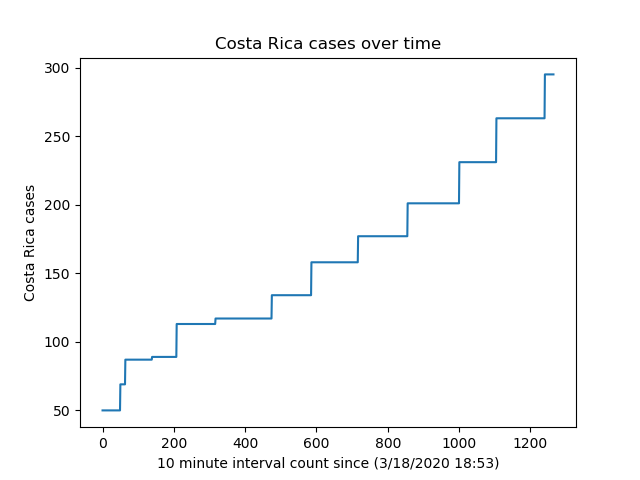 Costa Rica cases over time
300
250
200
150
100
50
Costa Rica cases
0 200 400 600 800 1000 1200
10 minute interval count since (3/18/2020 18:53)